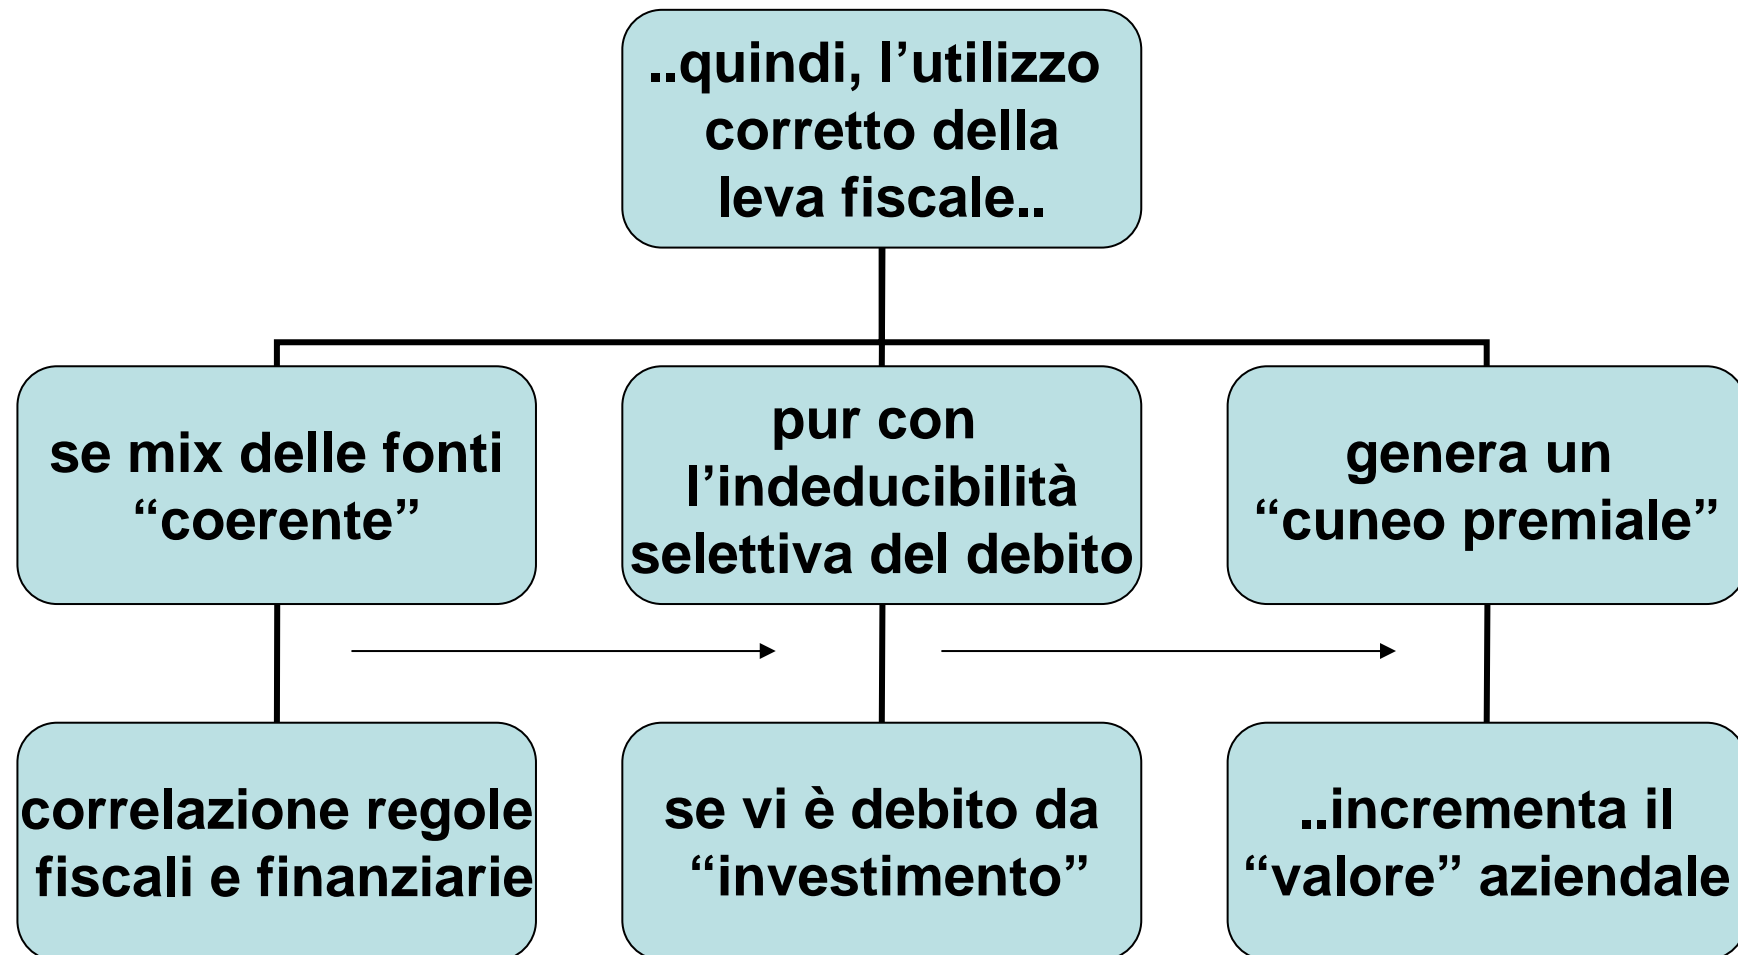 ..quindi, l’utilizzo
corretto della
leva fiscale..
se mix delle fonti
“coerente”
pur con
l’indeducibilità
selettiva del debito
genera un
“cuneo premiale”
correlazione regole
fiscali e finanziarie
se vi è debito da
“investimento”
..incrementa il
“valore” aziendale